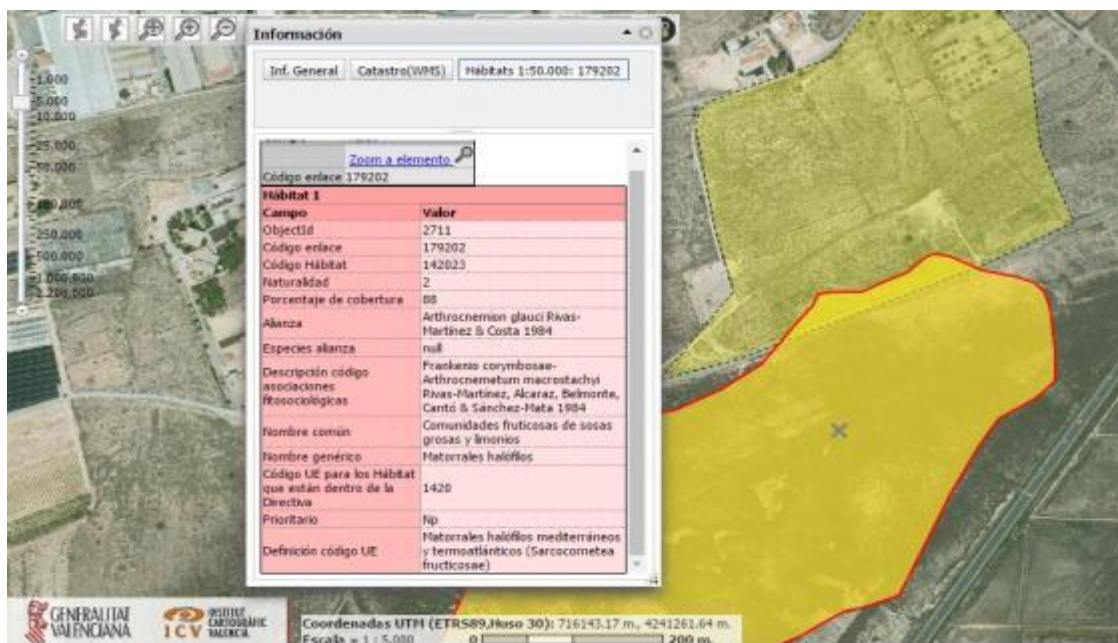 Información
Inf. General
Catastro(WMS)
Hábitats 1:50.000: 179202
1.000
5.000
10.000
25.000
50.000
250.000
500.000
1.000.000
2.200.000
Zoom a elemento
Código enlace 179202
Hábitat 1
Campo Valor
ObjectId 2711
Código enlace 179202
Código Hábitat 142023
Naturalidad 2
Porcentaje de cobertura 88
Alianza Arthrocnemion glauci Rivas-
Martínez & Costa 1984
Especies alianza null
Descripción código
asociaciones
fitosociológicas
Frankenio corymbosae-
Arthrocnemetum macrostachyi
Rivas-Martínez, Alcaraz, Belmonte,
Cantó & Sánchez-Mata 1984
Nombre común Comunidades fruticosas de sosas
grosas y limonios
Nombre genérico Matorrales halófilos
Código UE para los Hábitat
que están dentro de la
Directiva
1420
Prioritario Np
Definición código UE Matorrales halófilos mediterráneos
y termoatlánticos (Sarcocornetea
fructicosae)
GENERALITAT
VALENCIANA
ICV
INSTITUT
CARTOGRÀFIC
VALENCIÀ
Coordenadas UTM (ETRS89,Huso 30): 716143.17 m., 4241261.64 m.
Escala = 1 : 5.000 0 200 m.